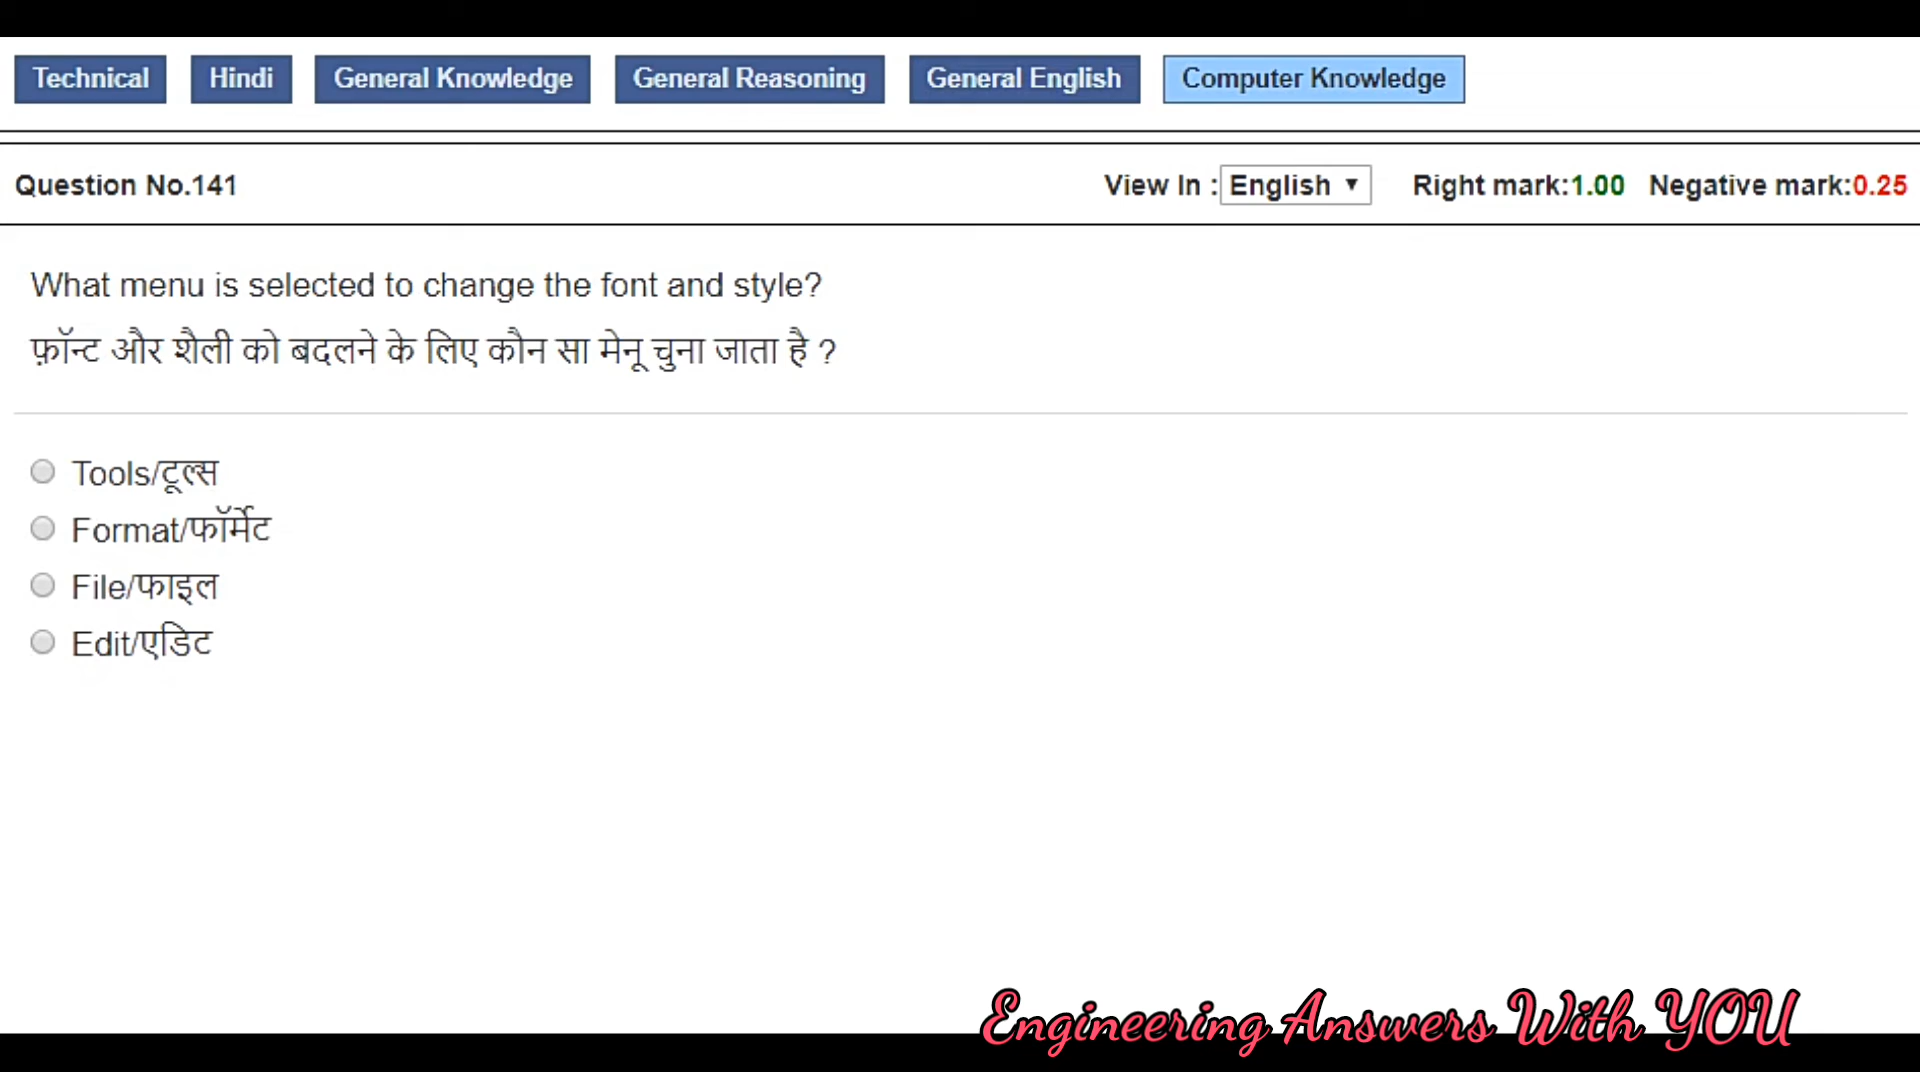 Technical Hindi General Knowledge General Reasoning General English Computer Knowledge
Question No.141 View In : English ▼ Right mark:1.00 Negative mark:0.25
What menu is selected to change the font and style?
फ़ॉन्ट और शैली को बदलने के लिए कौन सा मेनू चुना जाता है ?
Tools/टूल्स
Format/फॉर्मेट
File/फाइल
Edit/एडिट
Engineering Answers With YOU